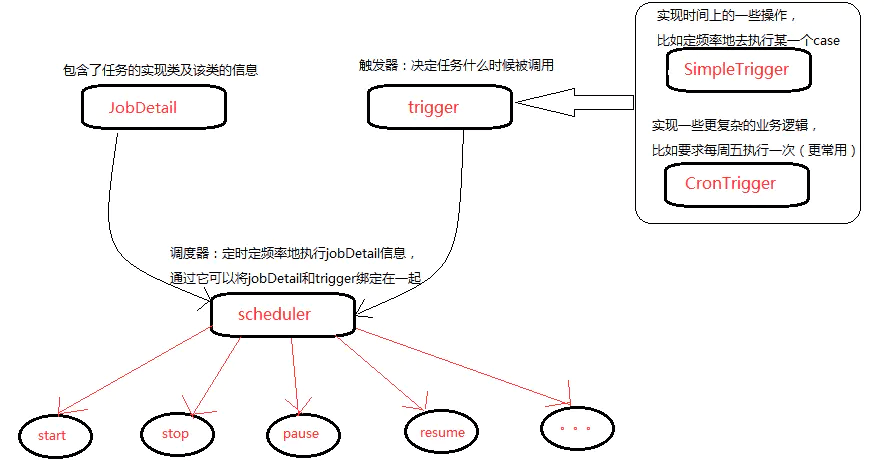 实现时间上的一些操作，
比如定频率地去执行某一个case
SimpleTrigger
实现一些更复杂的业务逻辑，
比如要求每周五执行一次（更常用）
CronTrigger
包含了任务的实现类及该类的信息
JobDetail
触发器：决定任务什么时候被调用
trigger
调度器：定时定频率地执行jobDetail信息，
通过它可以将jobDetail和trigger绑定在一起
scheduler
start
stop
pause
resume
。。。